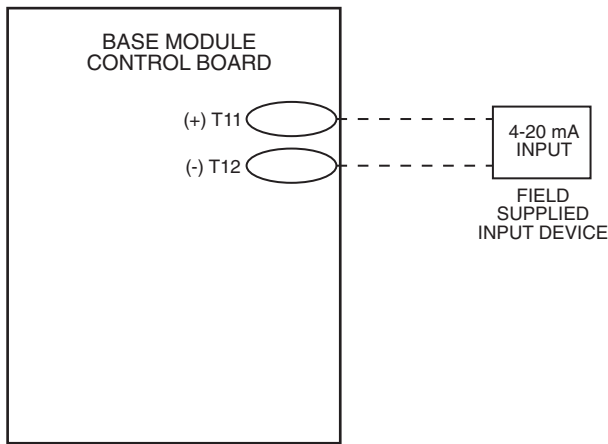 BASE MODULE
CONTROL BOARD
(+) T11
(-) T12
4-20 mA
INPUT
FIELD
SUPPLIED
INPUT DEVICE